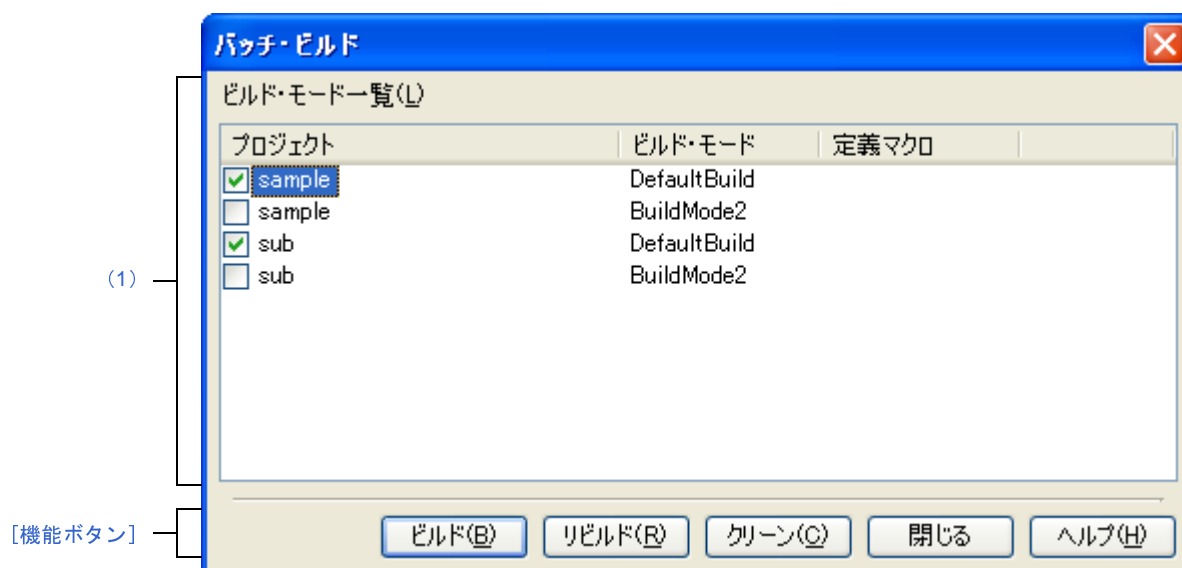 バッチ・ビルド
ビルド・モード一覧(L)
プロジェクト ビルド・モード 定義マクロ
sample DefaultBuild
sample BuildMode2
sub DefaultBuild
sub BuildMode2
(1)
[機能ボタン]
ビルド(B) リビルド(R) クリーン(C) 閉じる ヘルプ(H)